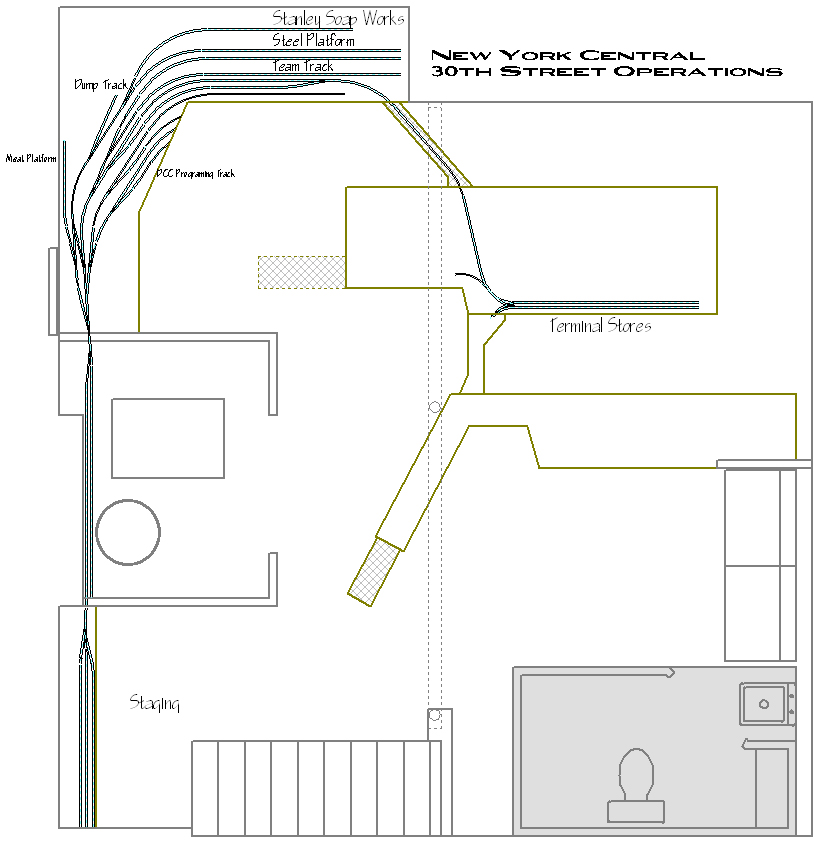 Stanley Soap Works
Steel Platform
New York Central
30th Street Operations
Team Track
Dump Track
Meat Platform
DCC Programing Track
Terminal Stores
Staging